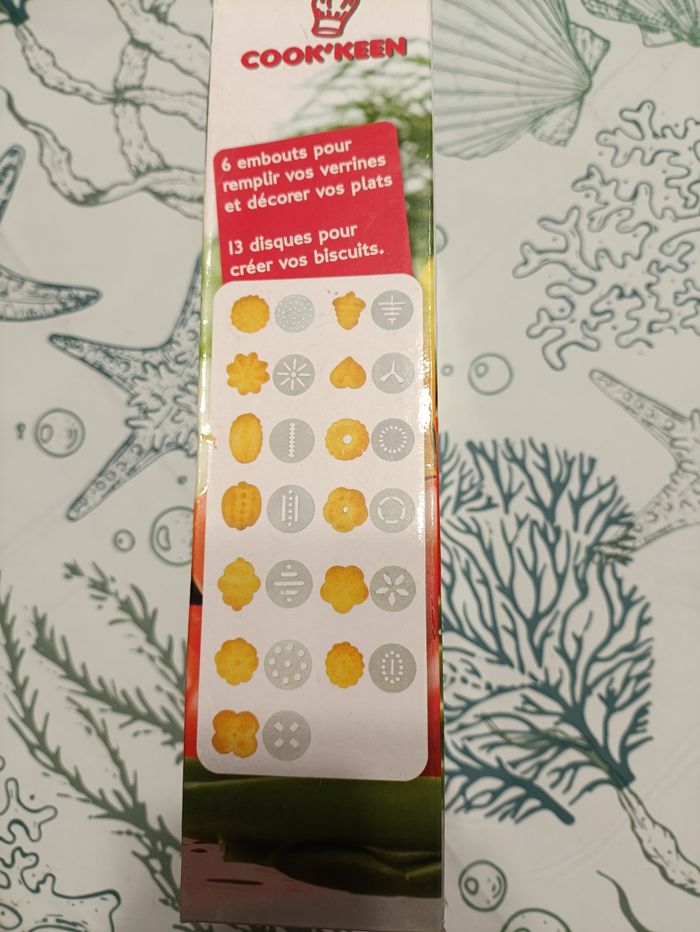 COOK'KEEN
6 embouts pour
remplir vos verrines
et décorer vos plats
13 disques pour
créer vos biscuits.